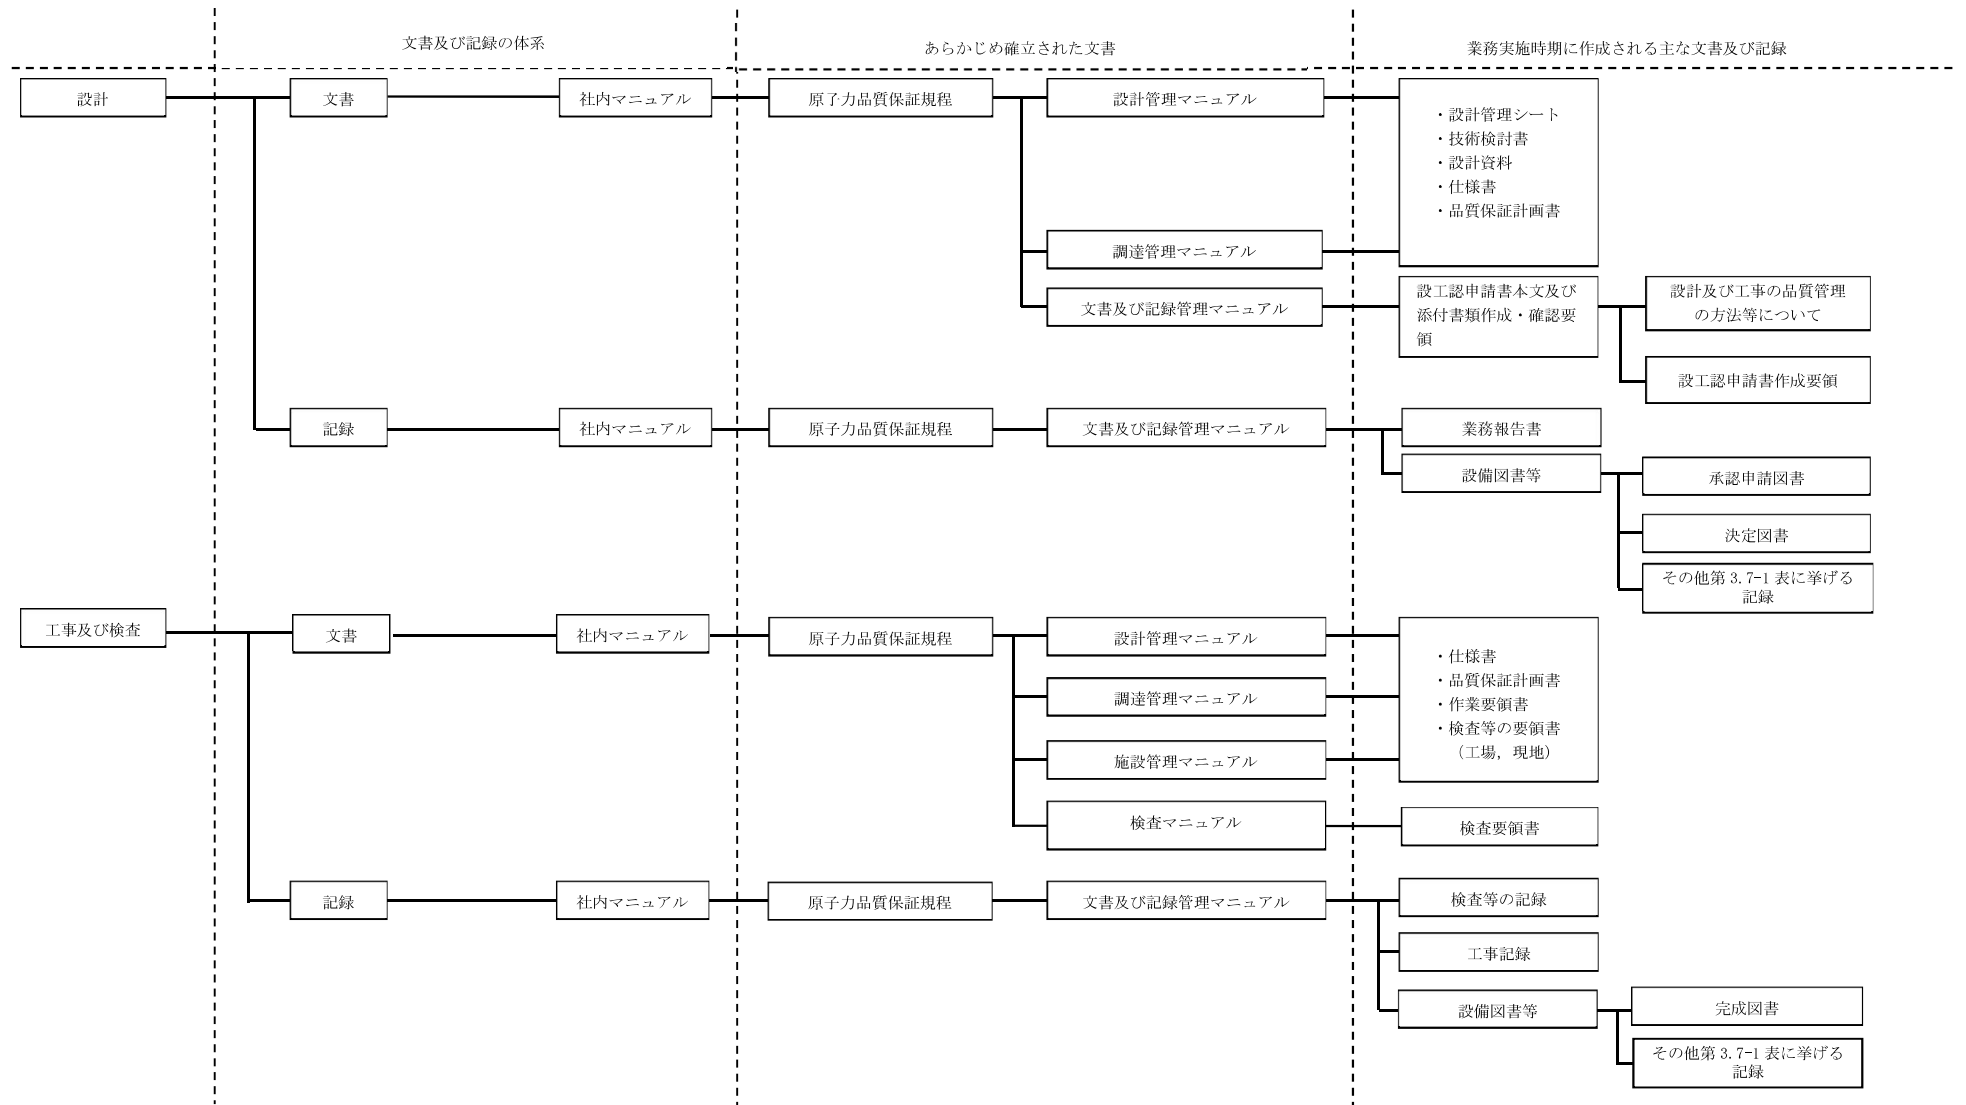 文書及び記録の体系
あらかじめ確立された文書
業務実施時期に作成される主な文書及び記録
設計
文書
社内マニュアル
原子力品質保証規程
設計管理マニュアル
・設計管理シート
・技術検討書
・設計資料
・仕様書
・品質保証計画書
調達管理マニュアル
文書及び記録管理マニュアル
設工認申請書本文及び
添付書類作成・確認要
領
設計及び工事の品質管理
の方法等について
設工認申請書作成要領
記録
社内マニュアル
原子力品質保証規程
文書及び記録管理マニュアル
業務報告書
設備図書等
承認申請図書
決定図書
その他第 3.7-1 表に挙げる
記録
工事及び検査
文書
社内マニュアル
原子力品質保証規程
設計管理マニュアル
・仕様書
・品質保証計画書
・作業要領書
・検査等の要領書
（工場，現地）
調達管理マニュアル
施設管理マニュアル
検査マニュアル
検査要領書
記録
社内マニュアル
原子力品質保証規程
文書及び記録管理マニュアル
検査等の記録
工事記録
設備図書等
完成図書
その他第 3.7-1 表に挙げる
記録